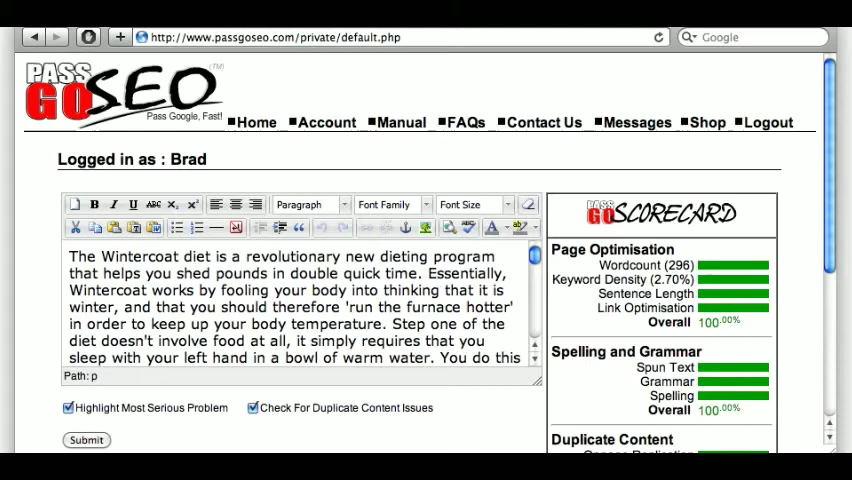 http://www.passgoseo.com/private/default.php
Google
PASS GO SEO (TM)
Pass Google, Fast!
Home Account Manual FAQs Contact Us Messages Shop Logout
Logged in as : Brad
B I U ABC x₂ x² Paragraph Font Family Font Size
The Wintercoat diet is a revolutionary new dieting program
that helps you shed pounds in double quick time. Essentially,
Wintercoat works by fooling your body into thinking that it is
winter, and that you should therefore 'run the furnace hotter'
in order to keep up your body temperature. Step one of the
diet doesn't involve food at all, it simply requires that you
sleep with your left hand in a bowl of warm water. You do this
Path: p
Highlight Most Serious Problem
Check For Duplicate Content Issues
Submit
PASS GO SCORECARD
Page Optimisation
Wordcount (296)
Keyword Density (2.70%)
Sentence Length
Link Optimisation
Overall 100.00%
Spelling and Grammar
Spun Text
Grammar
Spelling
Overall 100.00%
Duplicate Content